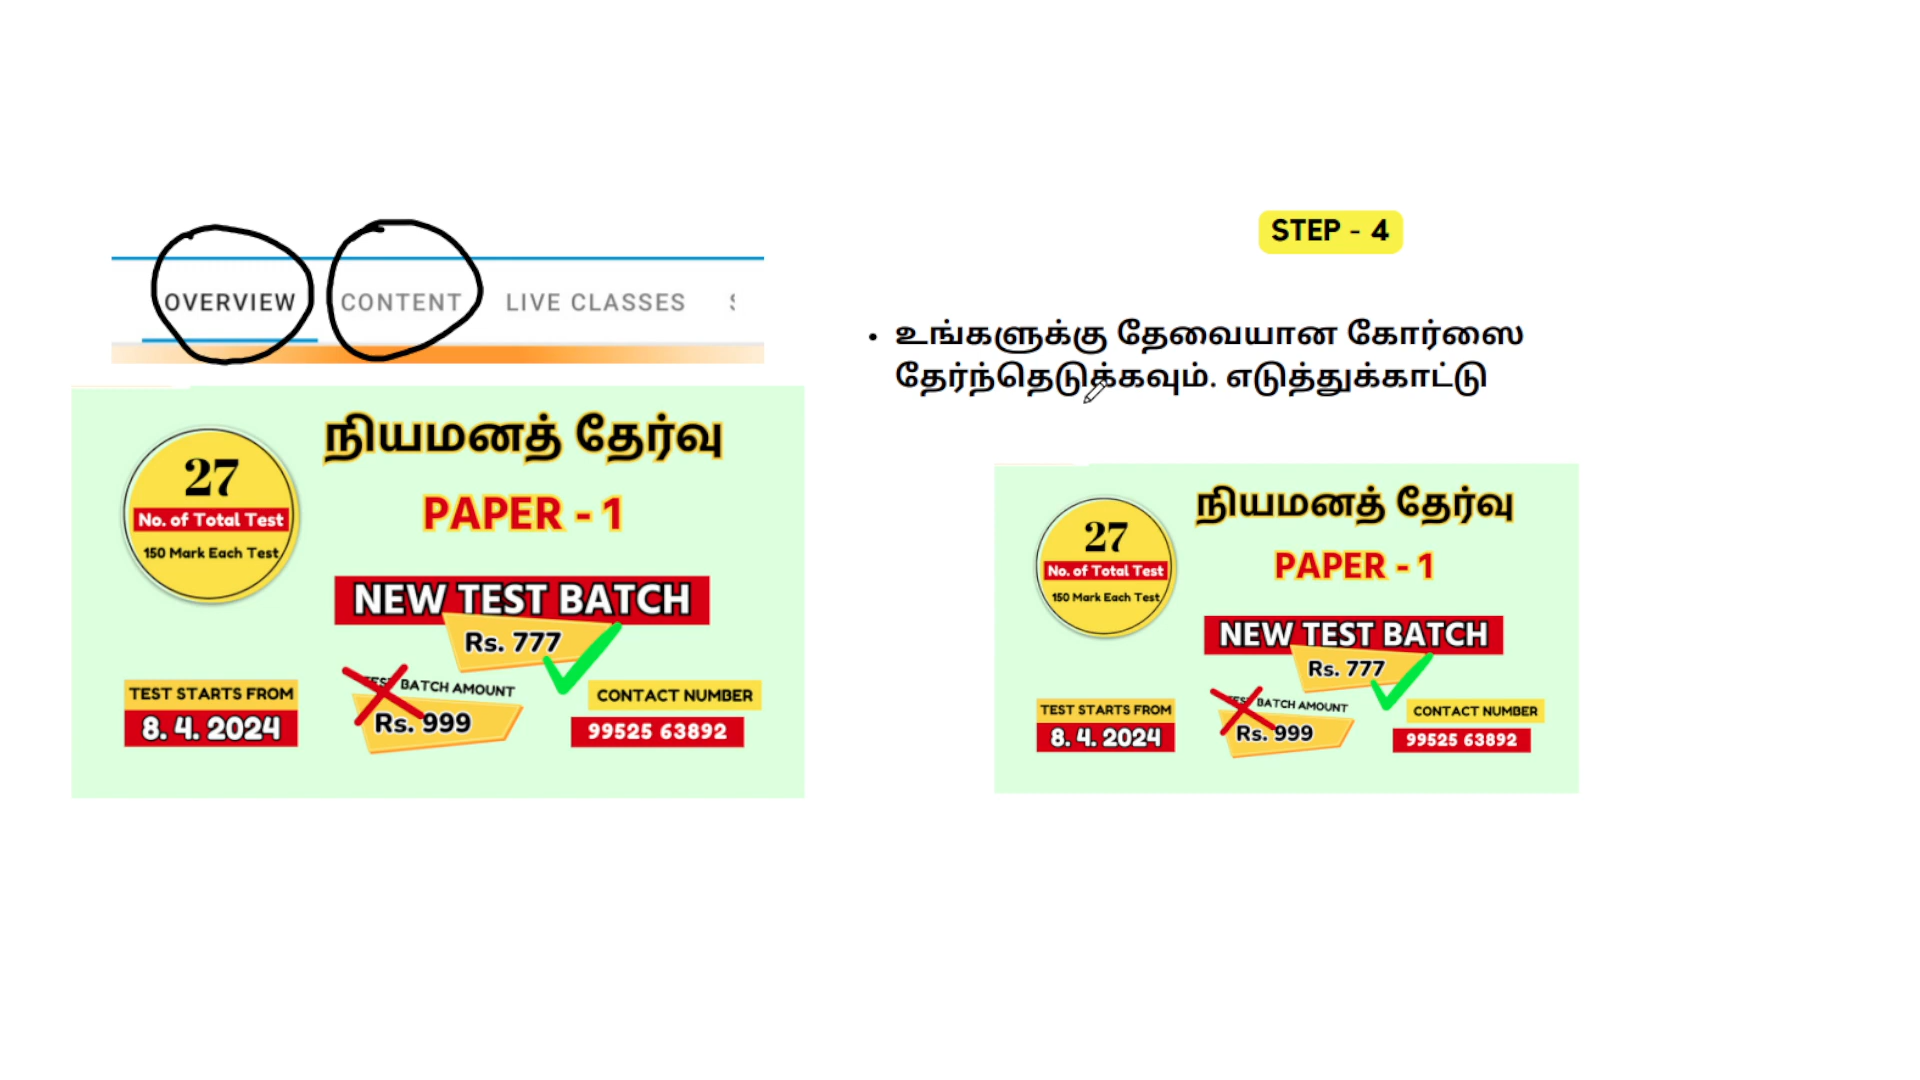 OVERVIEW CONTENT LIVE CLASSES
நியமனத் தேர்வு
27
No. of Total Test
150 Mark Each Test
PAPER - 1
NEW TEST BATCH
Rs. 777
TEST BATCH AMOUNT
Rs. 999
TEST STARTS FROM
8. 4. 2024
CONTACT NUMBER
99525 63892
STEP - 4
• உங்களுக்கு தேவையான கோர்ஸை
தேர்ந்தெடுக்கவும். எடுத்துக்காட்டு
நியமனத் தேர்வு
27
No. of Total Test
150 Mark Each Test
PAPER - 1
NEW TEST BATCH
Rs. 777
TEST BATCH AMOUNT
Rs. 999
TEST STARTS FROM
8. 4. 2024
CONTACT NUMBER
99525 63892